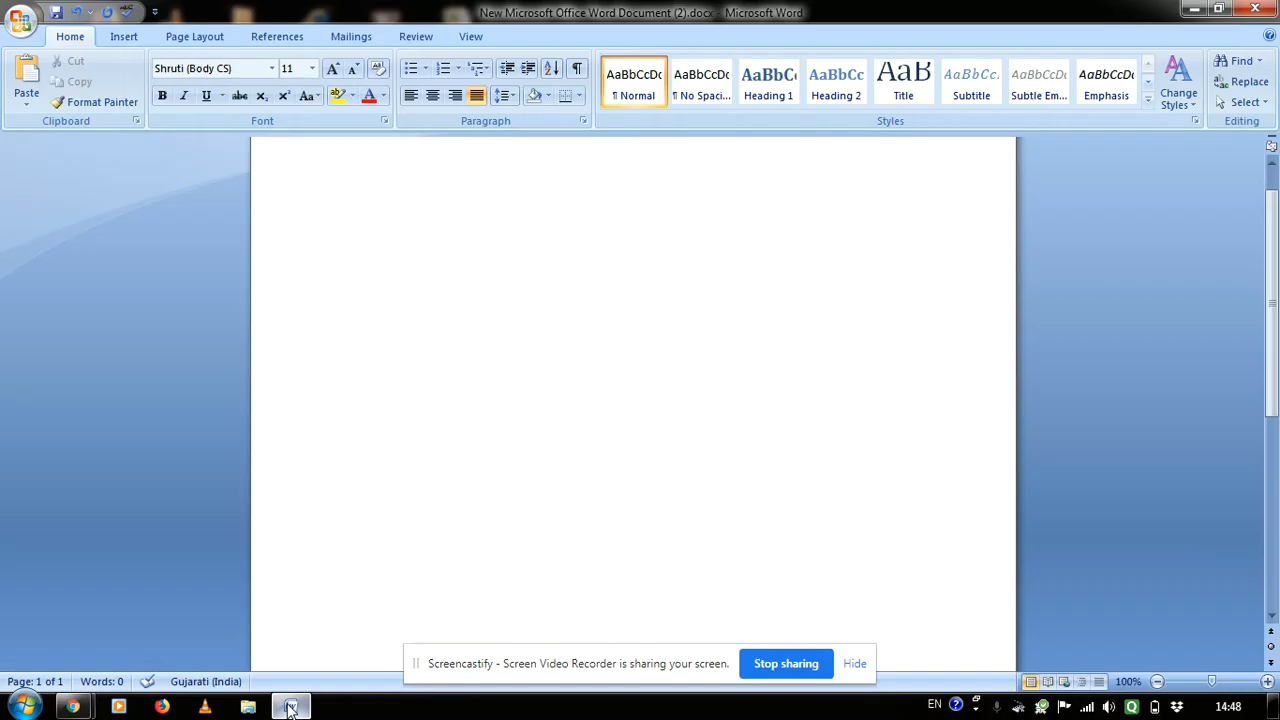 New Microsoft Office Word Document (2).docx - Microsoft Word
Home Insert Page Layout References Mailings Review View
Paste
Cut
Copy
Format Painter
Clipboard
Shruti (Body CS) 11
Font
Paragraph
AaBbCcDc AaBbCcDc AaBbC AaBbCc AaB AaBbCc. AaBbCcDc AaBbCcDc
¶ Normal ¶ No Spaci... Heading 1 Heading 2 Title Subtitle Subtle Em... Emphasis
Change
Styles
Styles
Find
Replace
Select
Editing
Screencastify - Screen Video Recorder is sharing your screen. Stop sharing Hide
Page: 1 of 1 Words: 0 Gujarati (India) 100%
EN 14:48